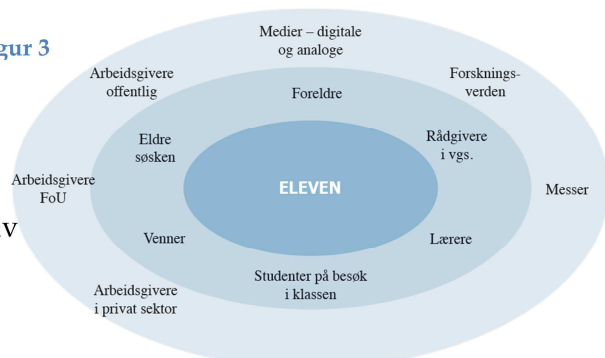 gur 3
Medier – digitale
og analoge
Arbeidsgivere
offentlig
Forsknings-
verden
Foreldre
Eldre
søsken
Rådgivere
i vgs.
Arbeidsgivere
FoU
ELEVEN
Messer
v
Venner
Lærere
Studenter på besøk
i klassen
Arbeidsgivere
i privat sektor